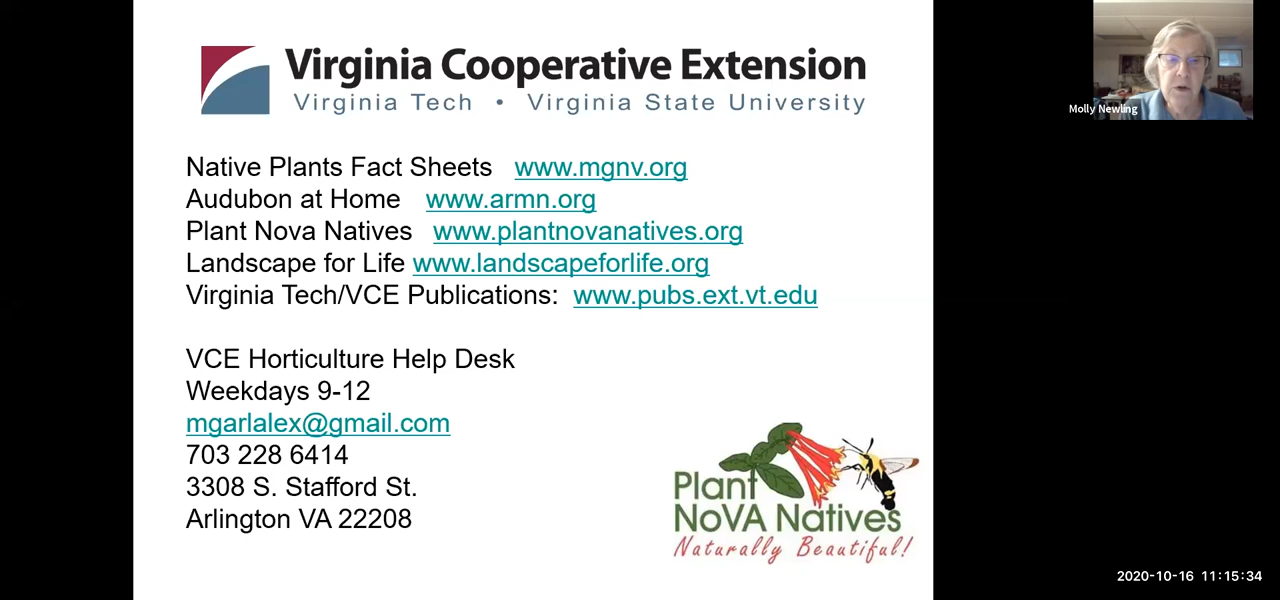 Virginia Cooperative Extension
Virginia Tech • Virginia State University
Molly Newling
Native Plants Fact Sheets www.mgnv.org
Audubon at Home www.armn.org
Plant Nova Natives www.plantnovanatives.org
Landscape for Life www.landscapeforlife.org
Virginia Tech/VCE Publications: www.pubs.ext.vt.edu
VCE Horticulture Help Desk
Weekdays 9-12
mgarlalex@gmail.com
703 228 6414
3308 S. Stafford St.
Arlington VA 22208
Plant
NoVA Natives
Naturally Beautiful!
2020-10-16 11:15:34